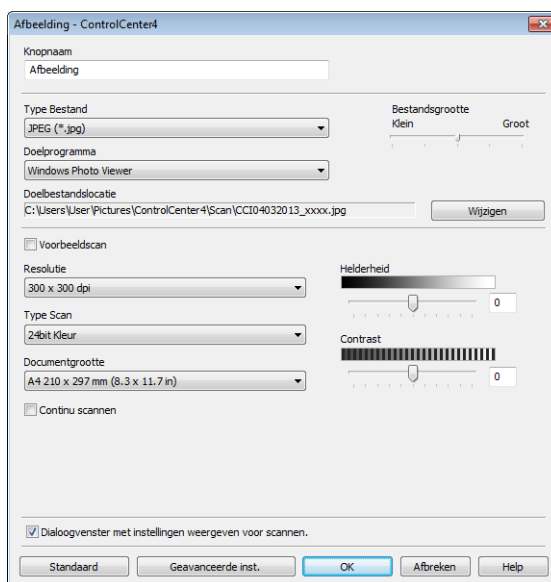 Afbeelding - ControlCenter4
Knopnaam
Afbeelding
Type Bestand
JPEG (*.jpg)
Bestandsgrootte
Klein Groot
Doelprogramma
Windows Photo Viewer
Doelbestandslocatie
C:\Users\User\Pictures\ControlCenter4\Scan\CCI04032013_xxxx.jpg
Wijzigen
Voorbeeldscan
Resolutie
300 x 300 dpi
Helderheid
0
Type Scan
24bit Kleur
Contrast
0
Documentgrootte
A4 210 x 297 mm (8.3 x 11.7 in)
Continu scannen
Dialoogvenster met instellingen weergeven voor scannen.
Standaard Geavanceerde inst. OK Afbreken Help